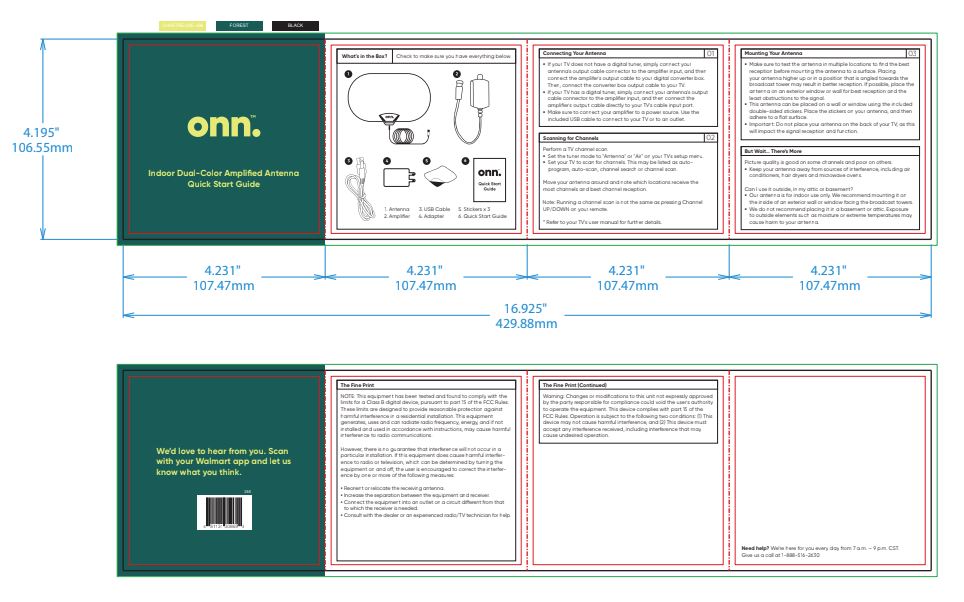 FOREST
BLACK
4.195"
106.55mm
onn.™
Indoor Dual-Color Amplified Antenna
Quick Start Guide
What's in the Box?
Check to make sure you have everything below
1
2
3
4
5
6
onn.
Quick Start
Guide
1. Antenna
2. Amplifier
3. USB Cable
4. Adapter
5. Stickers x 3
6. Quick Start Guide
Connecting Your Antenna
01
• If your TV does not have a digital tuner, simply connect your
antenna's output cable connector to the amplifier input, and then
connect the amplifier's output cable to your digital converter box.
Then, connect the converter box output cable to your TV.
• If your TV has a digital tuner, simply connect your antenna's output
cable connector to the amplifier input, and then connect the
amplifier's output cable directly to your TV's cable input port.
• Make sure to connect your amplifier to a power source. Use the
included USB cable to connect to your TV or to an outlet.
Scanning for Channels
02
Perform a TV channel scan
• Set the tuner mode to "Antenna" or "Air" on your TV's setup menu.
• Set your TV to scan for channels. This may be listed as auto-
program, auto-scan, channel search or channel scan.
Move your antenna around and note which locations receive the
most channels and best channel reception.
Note: Running a channel scan is not the same as pressing Channel
UP/DOWN on your remote.
* Refer to your TV's user manual for further details.
Mounting Your Antenna
03
• Make sure to test the antenna in multiple locations to find the best
reception before mounting the antenna to a surface. Placing
your antenna higher up or in a position that is angled towards the
broadcast tower may result in better reception. If possible, place the
antenna on an exterior window or wall for best reception and the
least obstructions to the signal.
• This antenna can be placed on a wall or window using the included
double-sided stickers. Place the stickers on your antenna, and then
adhere to a flat surface.
• Important: Do not place your antenna on the back of your TV, as this
will impact the signal reception and function.
But Wait... There's More
Picture quality is good on some channels and poor on others.
• Keep your antenna away from sources of interference, including air
conditioners, hair dryers and microwave ovens.
Can I use it outside, in my attic or basement?
• Our antenna is for indoor use only. We recommend mounting it on
the inside of an exterior wall or window facing the broadcast towers.
• We do not recommend placing it in a basement or attic. Exposure
to outside elements such as moisture or extreme temperatures may
cause harm to your antenna.
4.231"
107.47mm
4.231"
107.47mm
4.231"
107.47mm
4.231"
107.47mm
16.925"
429.88mm
We'd love to hear from you. Scan
with your Walmart app and let us
know what you think.
The Fine Print
NOTE: This equipment has been tested and found to comply with the
limits for a Class B digital device, pursuant to part 15 of the FCC Rules.
These limits are designed to provide reasonable protection against
harmful interference in a residential installation. This equipment
generates, uses and can radiate radio frequency, energy, and if not
installed and used in accordance with instructions, may cause harmful
interference to radio communications.
However, there is no guarantee that interference will not occur in a
particular installation. If this equipment does cause harmful interfer-
ence to radio or television, which can be determined by turning the
equipment on and off, the user is encouraged to correct the interfer-
ence by one or more of the following measures:
• Reorient or relocate the receiving antenna.
• Increase the separation between the equipment and receiver.
• Connect the equipment into an outlet on a circuit different from that
to which the receiver is needed.
• Consult with the dealer or an experienced radio/TV technician for help.
The Fine Print (Continued)
Warning: Changes or modifications to this unit not expressly approved
by the party responsible for compliance could void the user's authority
to operate the equipment. This device complies with part 15 of the
FCC Rules. Operation is subject to the following two condition: (1) This
device may not cause harmful interference, and (2) This device must
accept any interference received, including interference that may
cause undesired operation.
Need help? We're here for you every day from 7 a.m. – 9 p.m. CST.
Give us a call at 1-888-516-2630